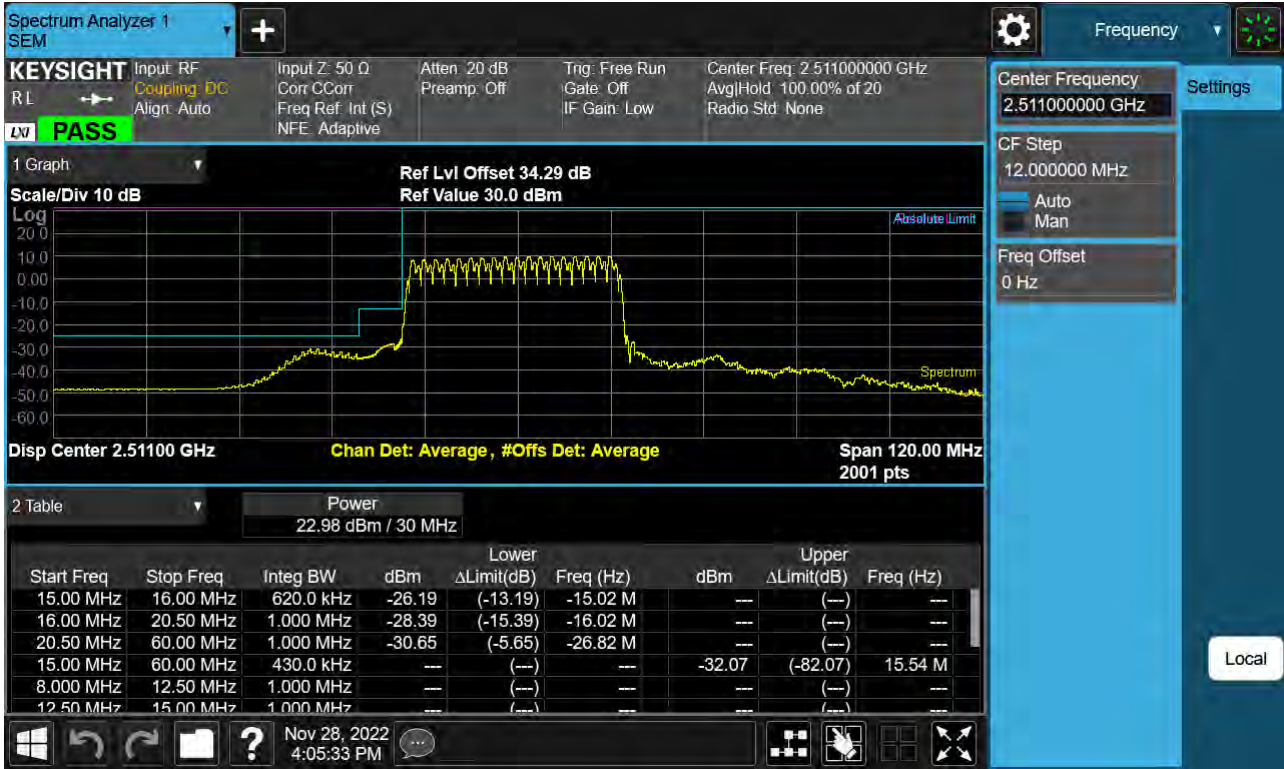 Spectrum Analyzer 1
SEM
Frequency
KEYSIGHT
R L
LXI
PASS
Input: RF
Coupling: DC
Align: Auto
Input Z: 50 Ω
Corr CCorr
Freq Ref: Int (S)
NFE: Adaptive
Atten: 20 dB
Preamp: Off
Trig: Free Run
Gate: Off
IF Gain: Low
Center Freq: 2.511000000 GHz
Avg|Hold: 100.00% of 20
Radio Std: None
Center Frequency
2.511000000 GHz
Settings
CF Step
12.000000 MHz
Auto
Man
Freq Offset
0 Hz
Local
1 Graph
Scale/Div 10 dB
Ref Lvl Offset 34.29 dB
Ref Value 30.0 dBm
Log
20.0
10.0
0.00
-10.0
-20.0
-30.0
-40.0
-50.0
-60.0
Absolute Limit
Spectrum
Disp Center 2.51100 GHz
Chan Det: Average , #Offs Det: Average
Span 120.00 MHz
2001 pts
2 Table
Power
22.98 dBm / 30 MHz
Lower Upper
Start Freq Stop Freq Integ BW dBm ΔLimit(dB) Freq (Hz) dBm ΔLimit(dB) Freq (Hz)
15.00 MHz 16.00 MHz 620.0 kHz -26.19 (-13.19) -15.02 M --- (---) ---
16.00 MHz 20.50 MHz 1.000 MHz -28.39 (-15.39) -16.02 M --- (---) ---
20.50 MHz 60.00 MHz 1.000 MHz -30.65 (-5.65) -26.82 M --- (---) ---
15.00 MHz 60.00 MHz 430.0 kHz --- (---) --- -32.07 (-82.07) 15.54 M
8.000 MHz 12.50 MHz 1.000 MHz --- (---) --- --- (---) ---
12.50 MHz 15.00 MHz 1.000 MHz --- (---) --- --- (---) ---
Nov 28, 2022
4:05:33 PM